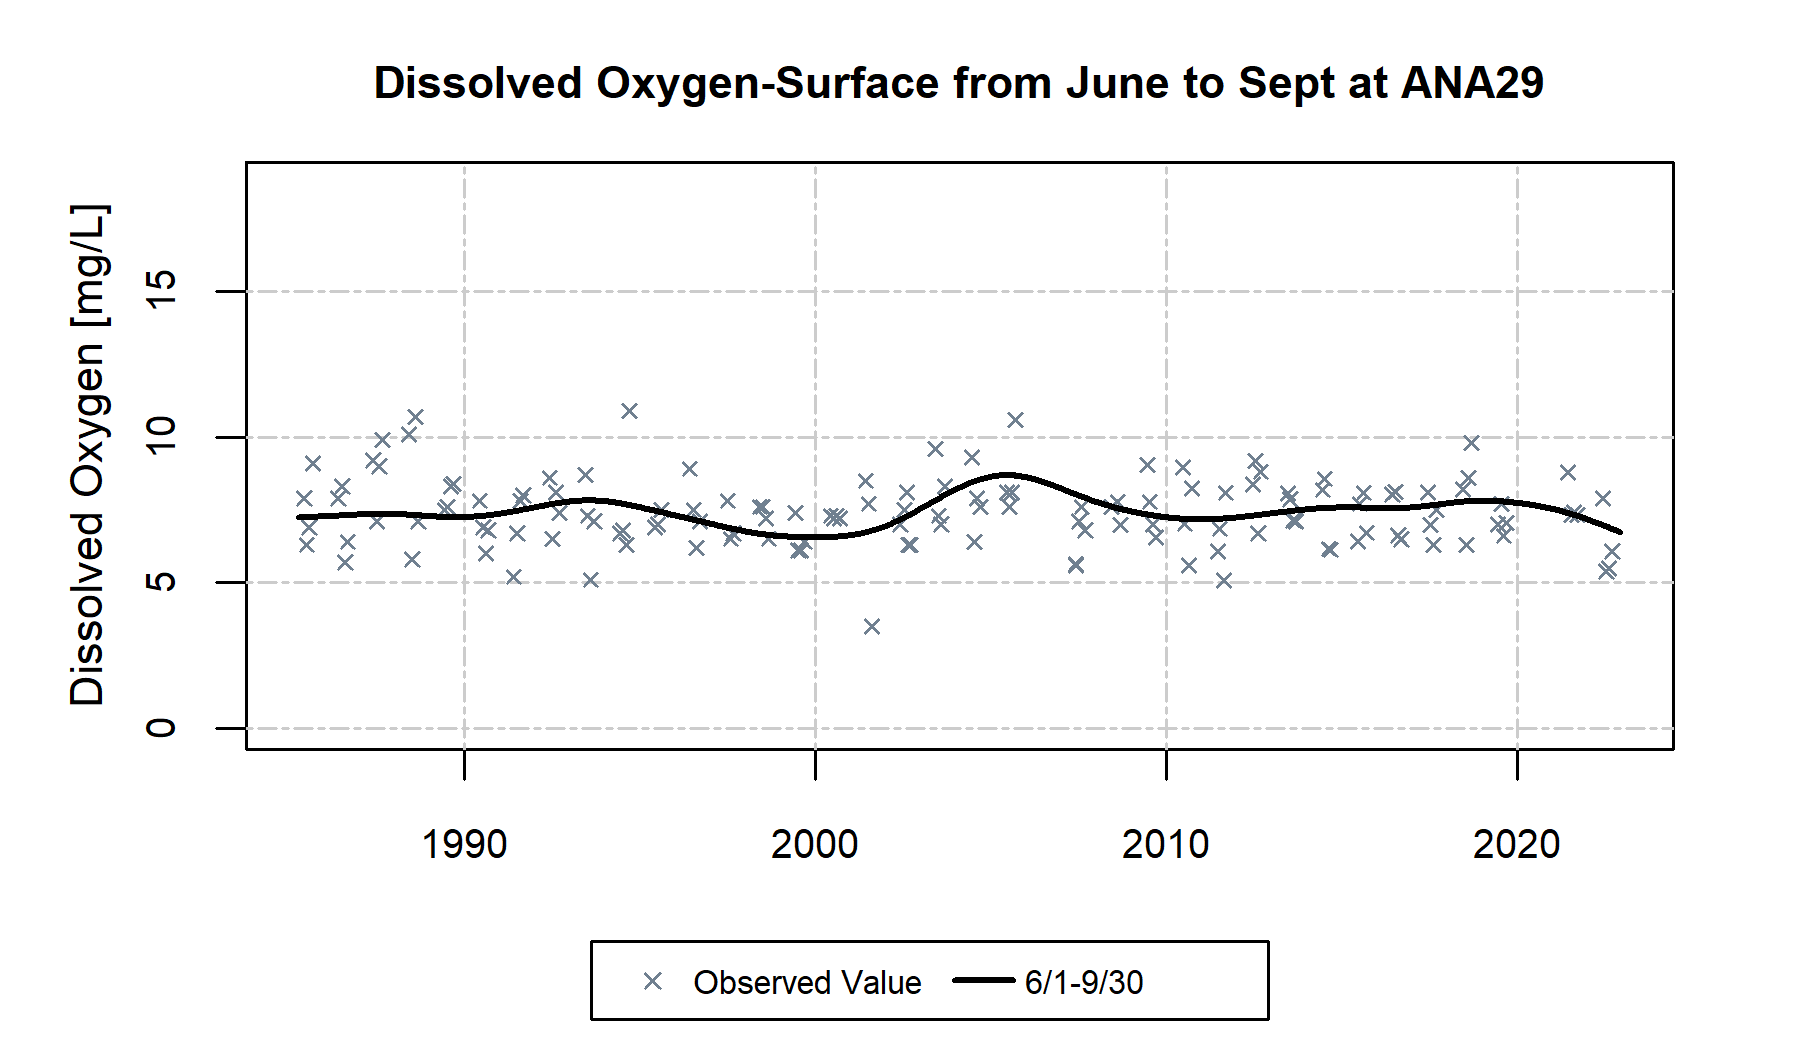 Dissolved Oxygen-Surface from June to Sept at ANA29
Dissolved Oxygen [mg/L]
15
10
5
0
1990 2000 2010 2020
Observed Value 6/1-9/30